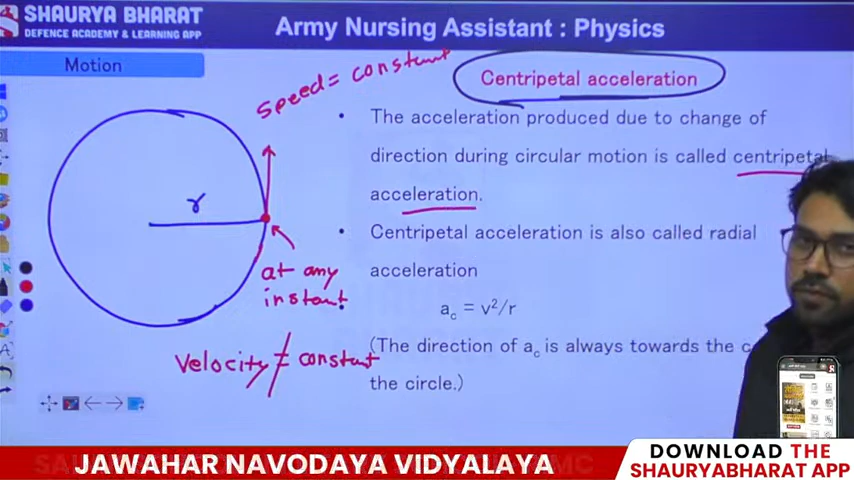 SHAURYA BHARAT
DEFENCE ACADEMY & LEARNING APP
Army Nursing Assistant : Physics
Motion
speed = constant
Centripetal acceleration
• The acceleration produced due to change of
direction during circular motion is called centripetal
acceleration.
r
• Centripetal acceleration is also called radial
acceleration
at any
instant
a_c = v²/r
Velocity ≠ constant
(The direction of a_c is always towards the
the circle.)
JAWAHAR NAVODAYA VIDYALAYA
DOWNLOAD THE
SHAURYABHARAT APP